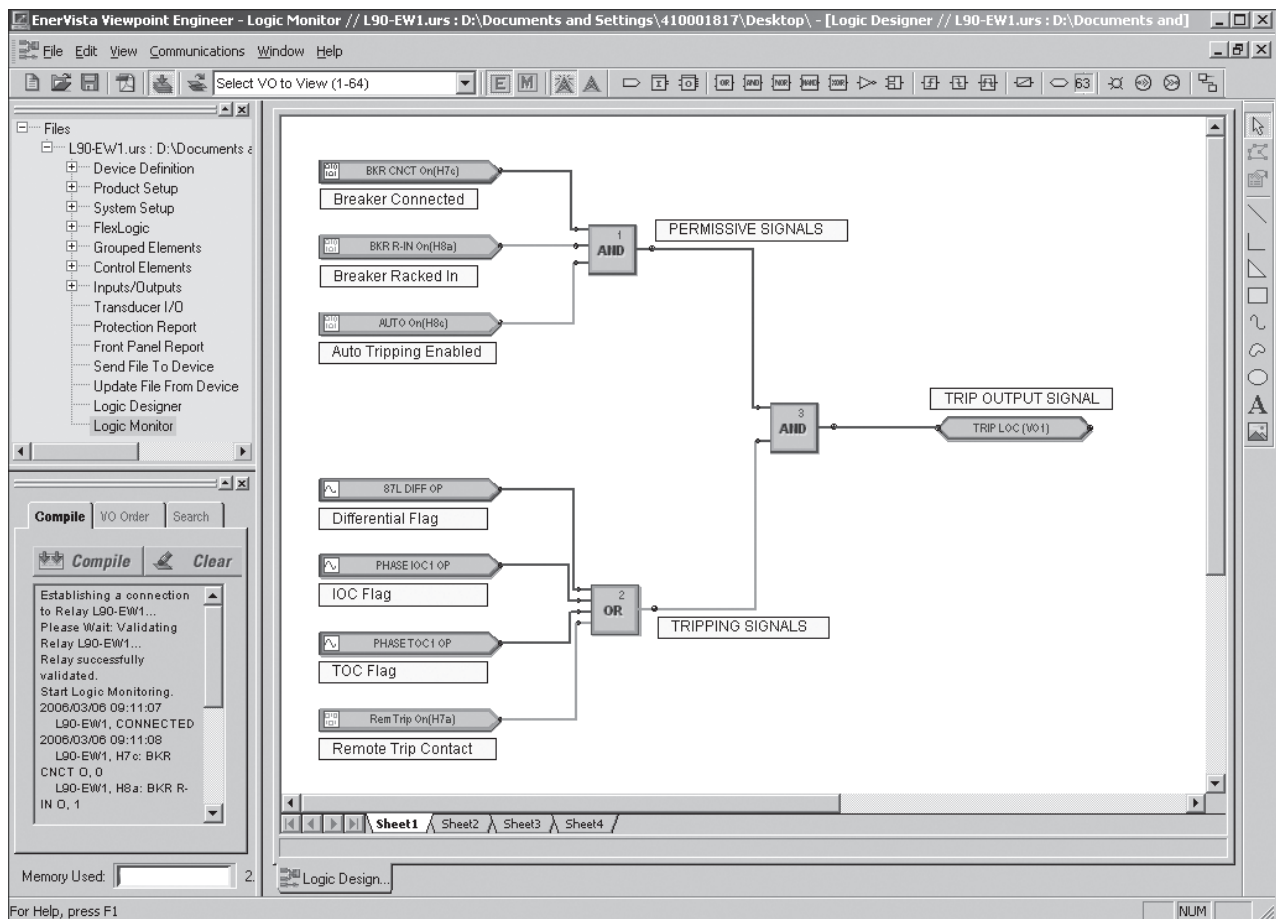 EnerVista Viewpoint Engineer - Logic Monitor // L90-EW1.urs : D:\Documents and Settings\410001817\Desktop\ - [Logic Designer // L90-EW1.urs : D:\Documents and]
File Edit View Communications Window Help
Select VO to View (1-64)
E M
OR AND NOR NAND XOR
63
Files
L90-EW1.urs : D:\Documents a
Device Definition
Product Setup
System Setup
FlexLogic
Grouped Elements
Control Elements
Inputs/Outputs
Transducer I/O
Protection Report
Front Panel Report
Send File To Device
Update File From Device
Logic Designer
Logic Monitor
Compile VO Order Search
Compile Clear
Establishing a connection
to Relay L90-EW1...
Please Wait: Validating
Relay L90-EW1...
Relay successfully
validated.
Start Logic Monitoring.
2006/03/06 09:11:07
L90-EW1, CONNECTED
2006/03/06 09:11:08
L90-EW1, H7c: BKR
CNCT O, 0
L90-EW1, H8a: BKR R-
IN O, 1
Memory Used: 2.
BKR CNCT On(H7c)
Breaker Connected
BKR R-IN On(H8a)
Breaker Racked In
AUTO On(H8c)
Auto Tripping Enabled
1
AND
PERMISSIVE SIGNALS
3
AND
TRIP OUTPUT SIGNAL
TRIP LOC (VO1)
87L DIFF OP
Differential Flag
PHASE IOC1 OP
IOC Flag
PHASE TOC1 OP
TOC Flag
Rem Trip On(H7a)
Remote Trip Contact
2
OR
TRIPPING SIGNALS
Sheet1 Sheet2 Sheet3 Sheet4
Logic Design...
For Help, press F1
NUM
A